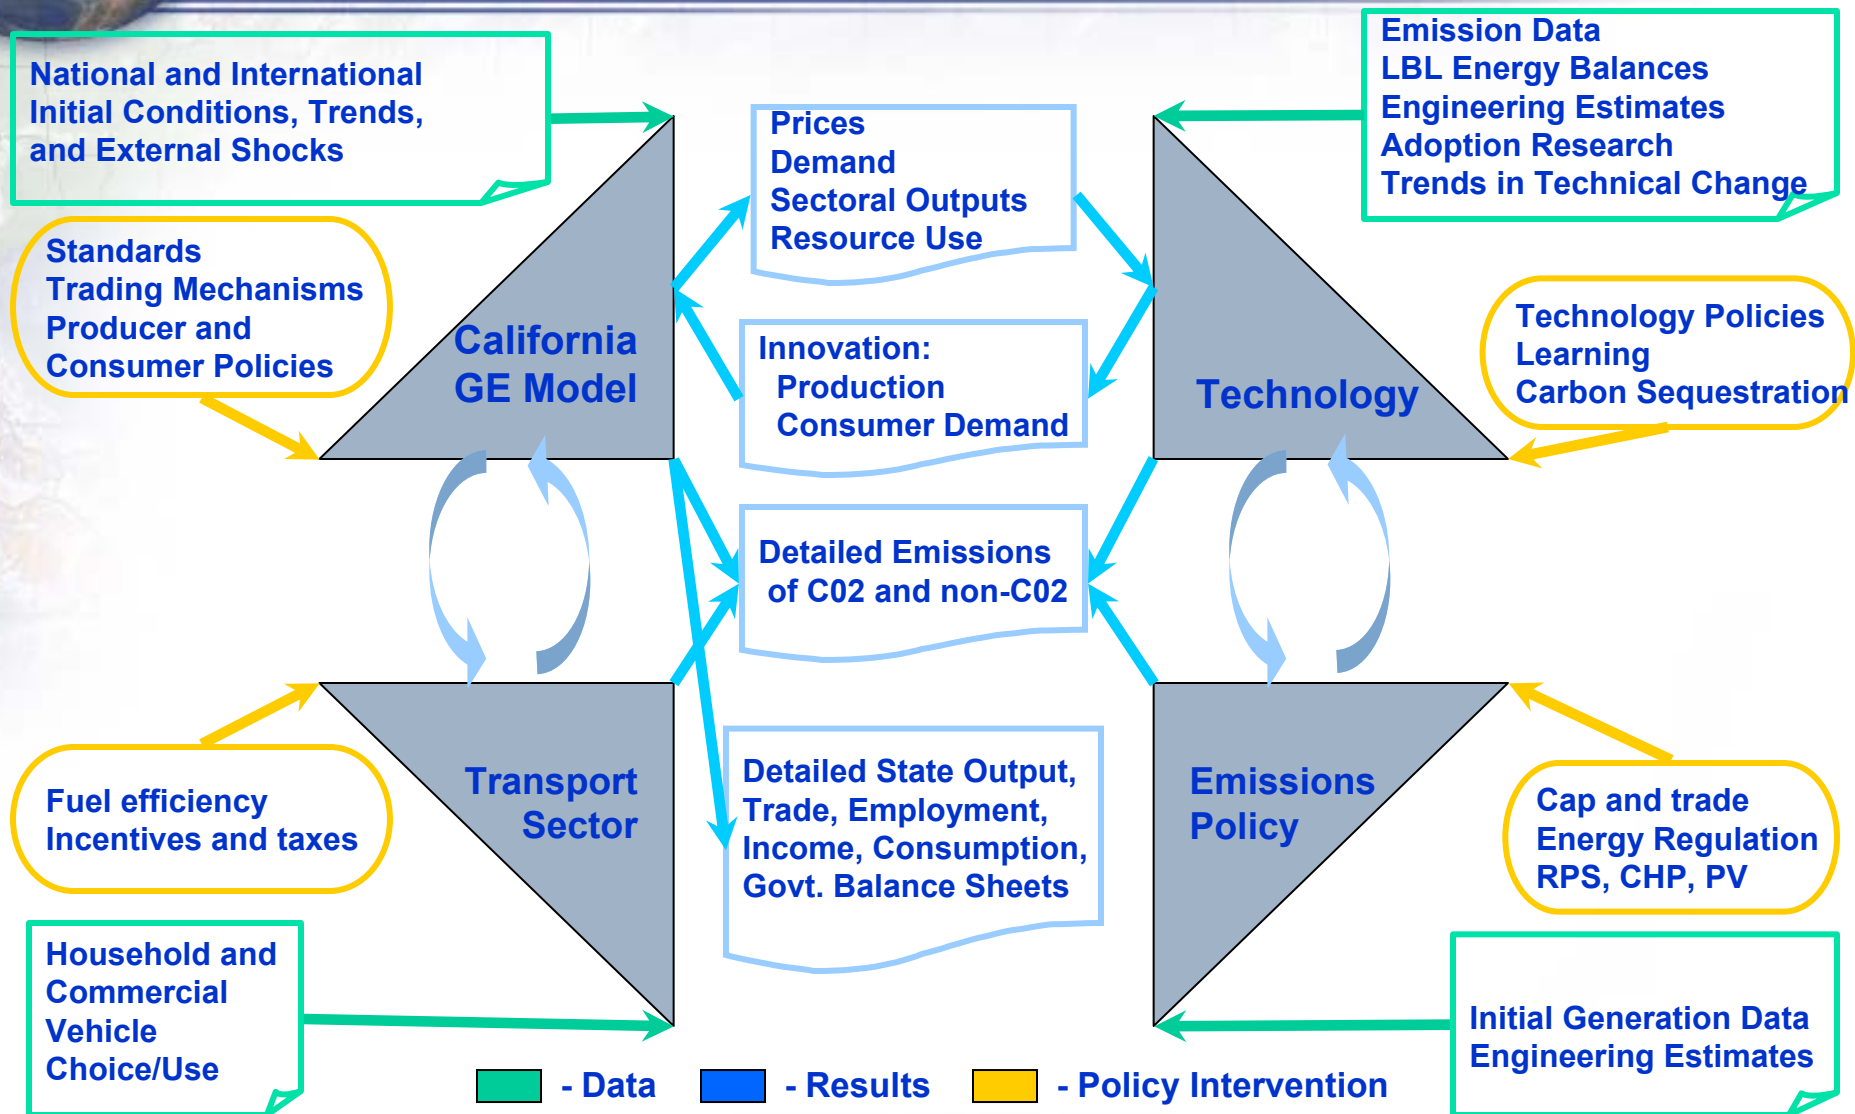 National and International
Initial Conditions, Trends,
and External Shocks
Emission Data
LBL Energy Balances
Engineering Estimates
Adoption Research
Trends in Technical Change
Prices
Demand
Sectoral Outputs
Resource Use
Standards
Trading Mechanisms
Producer and
Consumer Policies
California
GE Model
Innovation:
Production
Consumer Demand
Technology
Technology Policies
Learning
Carbon Sequestration
Detailed Emissions
of C02 and non-C02
Fuel efficiency
Incentives and taxes
Transport
Sector
Detailed State Output,
Trade, Employment,
Income, Consumption,
Govt. Balance Sheets
Emissions
Policy
Cap and trade
Energy Regulation
RPS, CHP, PV
Household and
Commercial
Vehicle
Choice/Use
Initial Generation Data
Engineering Estimates
- Data
- Results
- Policy Intervention